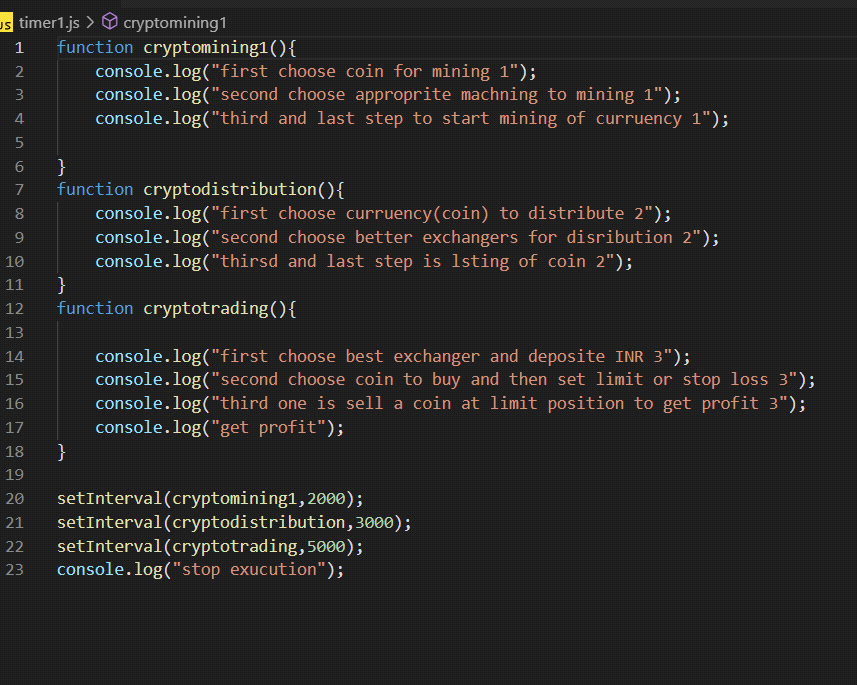 JS timer1.js > cryptomining1
1 function cryptomining1(){
2 console.log("first choose coin for mining 1");
3 console.log("second choose approprite machning to mining 1");
4 console.log("third and last step to start mining of curruency 1");
5
6 }
7 function cryptodistribution(){
8 console.log("first choose curruency(coin) to distribute 2");
9 console.log("second choose better exchangers for disribution 2");
10 console.log("thirsd and last step is lsting of coin 2");
11 }
12 function cryptotrading(){
13
14 console.log("first choose best exchanger and deposite INR 3");
15 console.log("second choose coin to buy and then set limit or stop loss 3");
16 console.log("third one is sell a coin at limit position to get profit 3");
17 console.log("get profit");
18 }
19
20 setInterval(cryptomining1,2000);
21 setInterval(cryptodistribution,3000);
22 setInterval(cryptotrading,5000);
23 console.log("stop exucution");